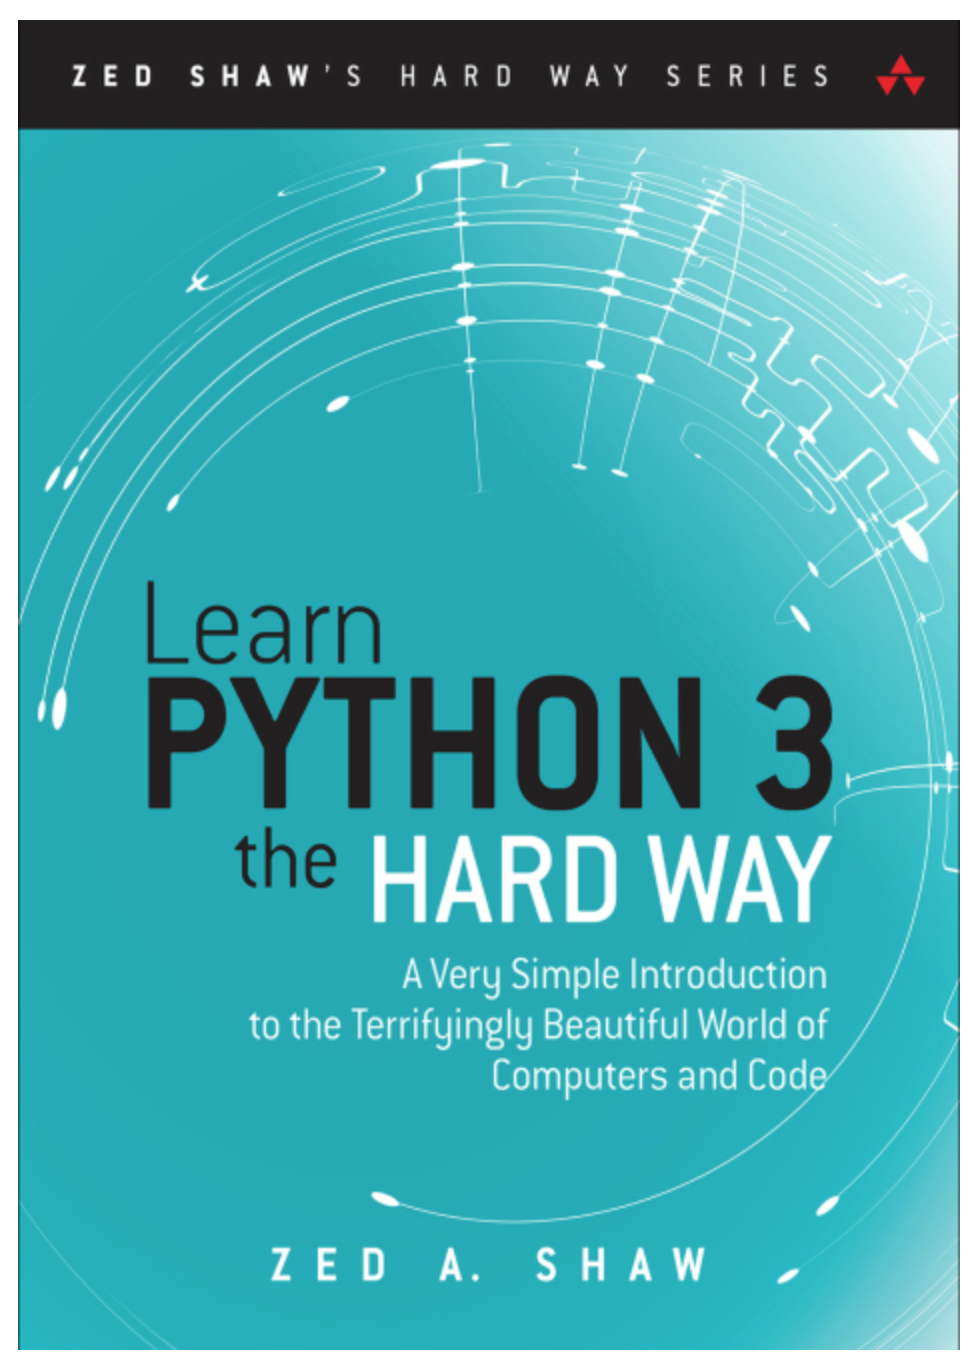 ZED SHAW'S HARD WAY SERIES
Learn
PYTHON 3
the HARD WAY
A Very Simple Introduction
to the Terrifyingly Beautiful World of
Computers and Code
ZED A. SHAW